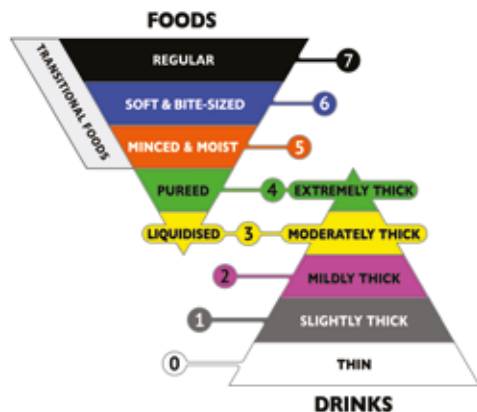 FOODS
TRANSITIONAL FOODS
REGULAR 7
SOFT & BITE-SIZED 6
MINCED & MOIST 5
PUREED 4 EXTREMELY THICK
LIQUIDISED 3 MODERATELY THICK
2 MILDLY THICK
1 SLIGHTLY THICK
0 THIN
DRINKS